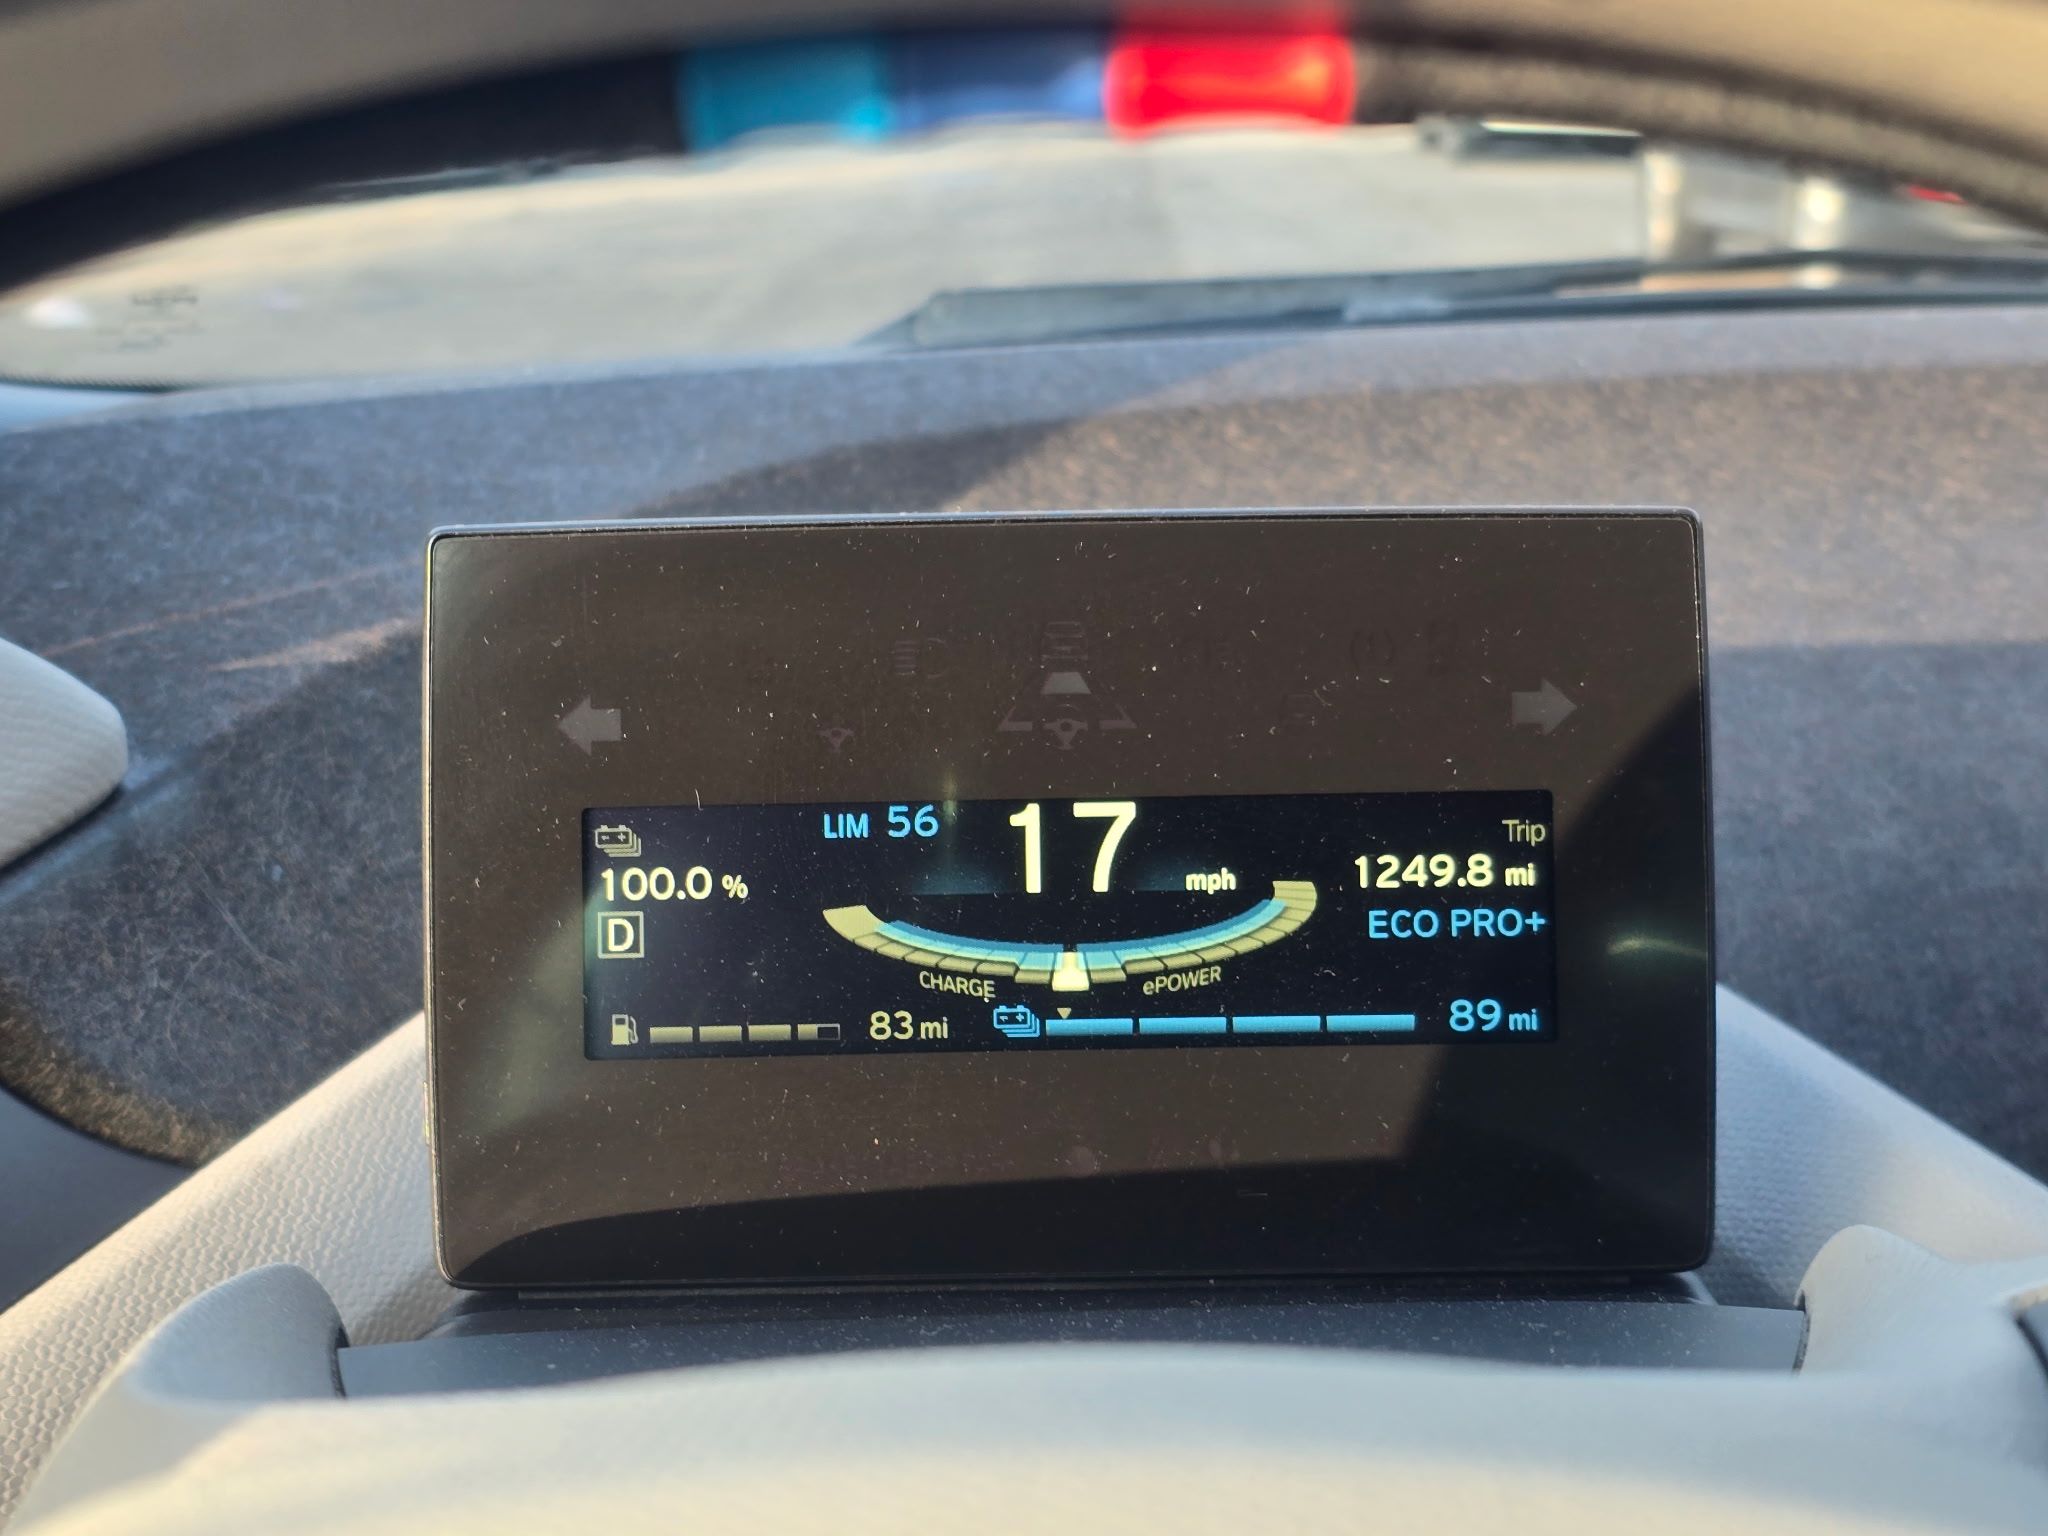 LIM 56
17 mph
Trip
100.0 %
1249.8 mi
D
ECO PRO+
CHARGE
ePOWER
83 mi
89 mi